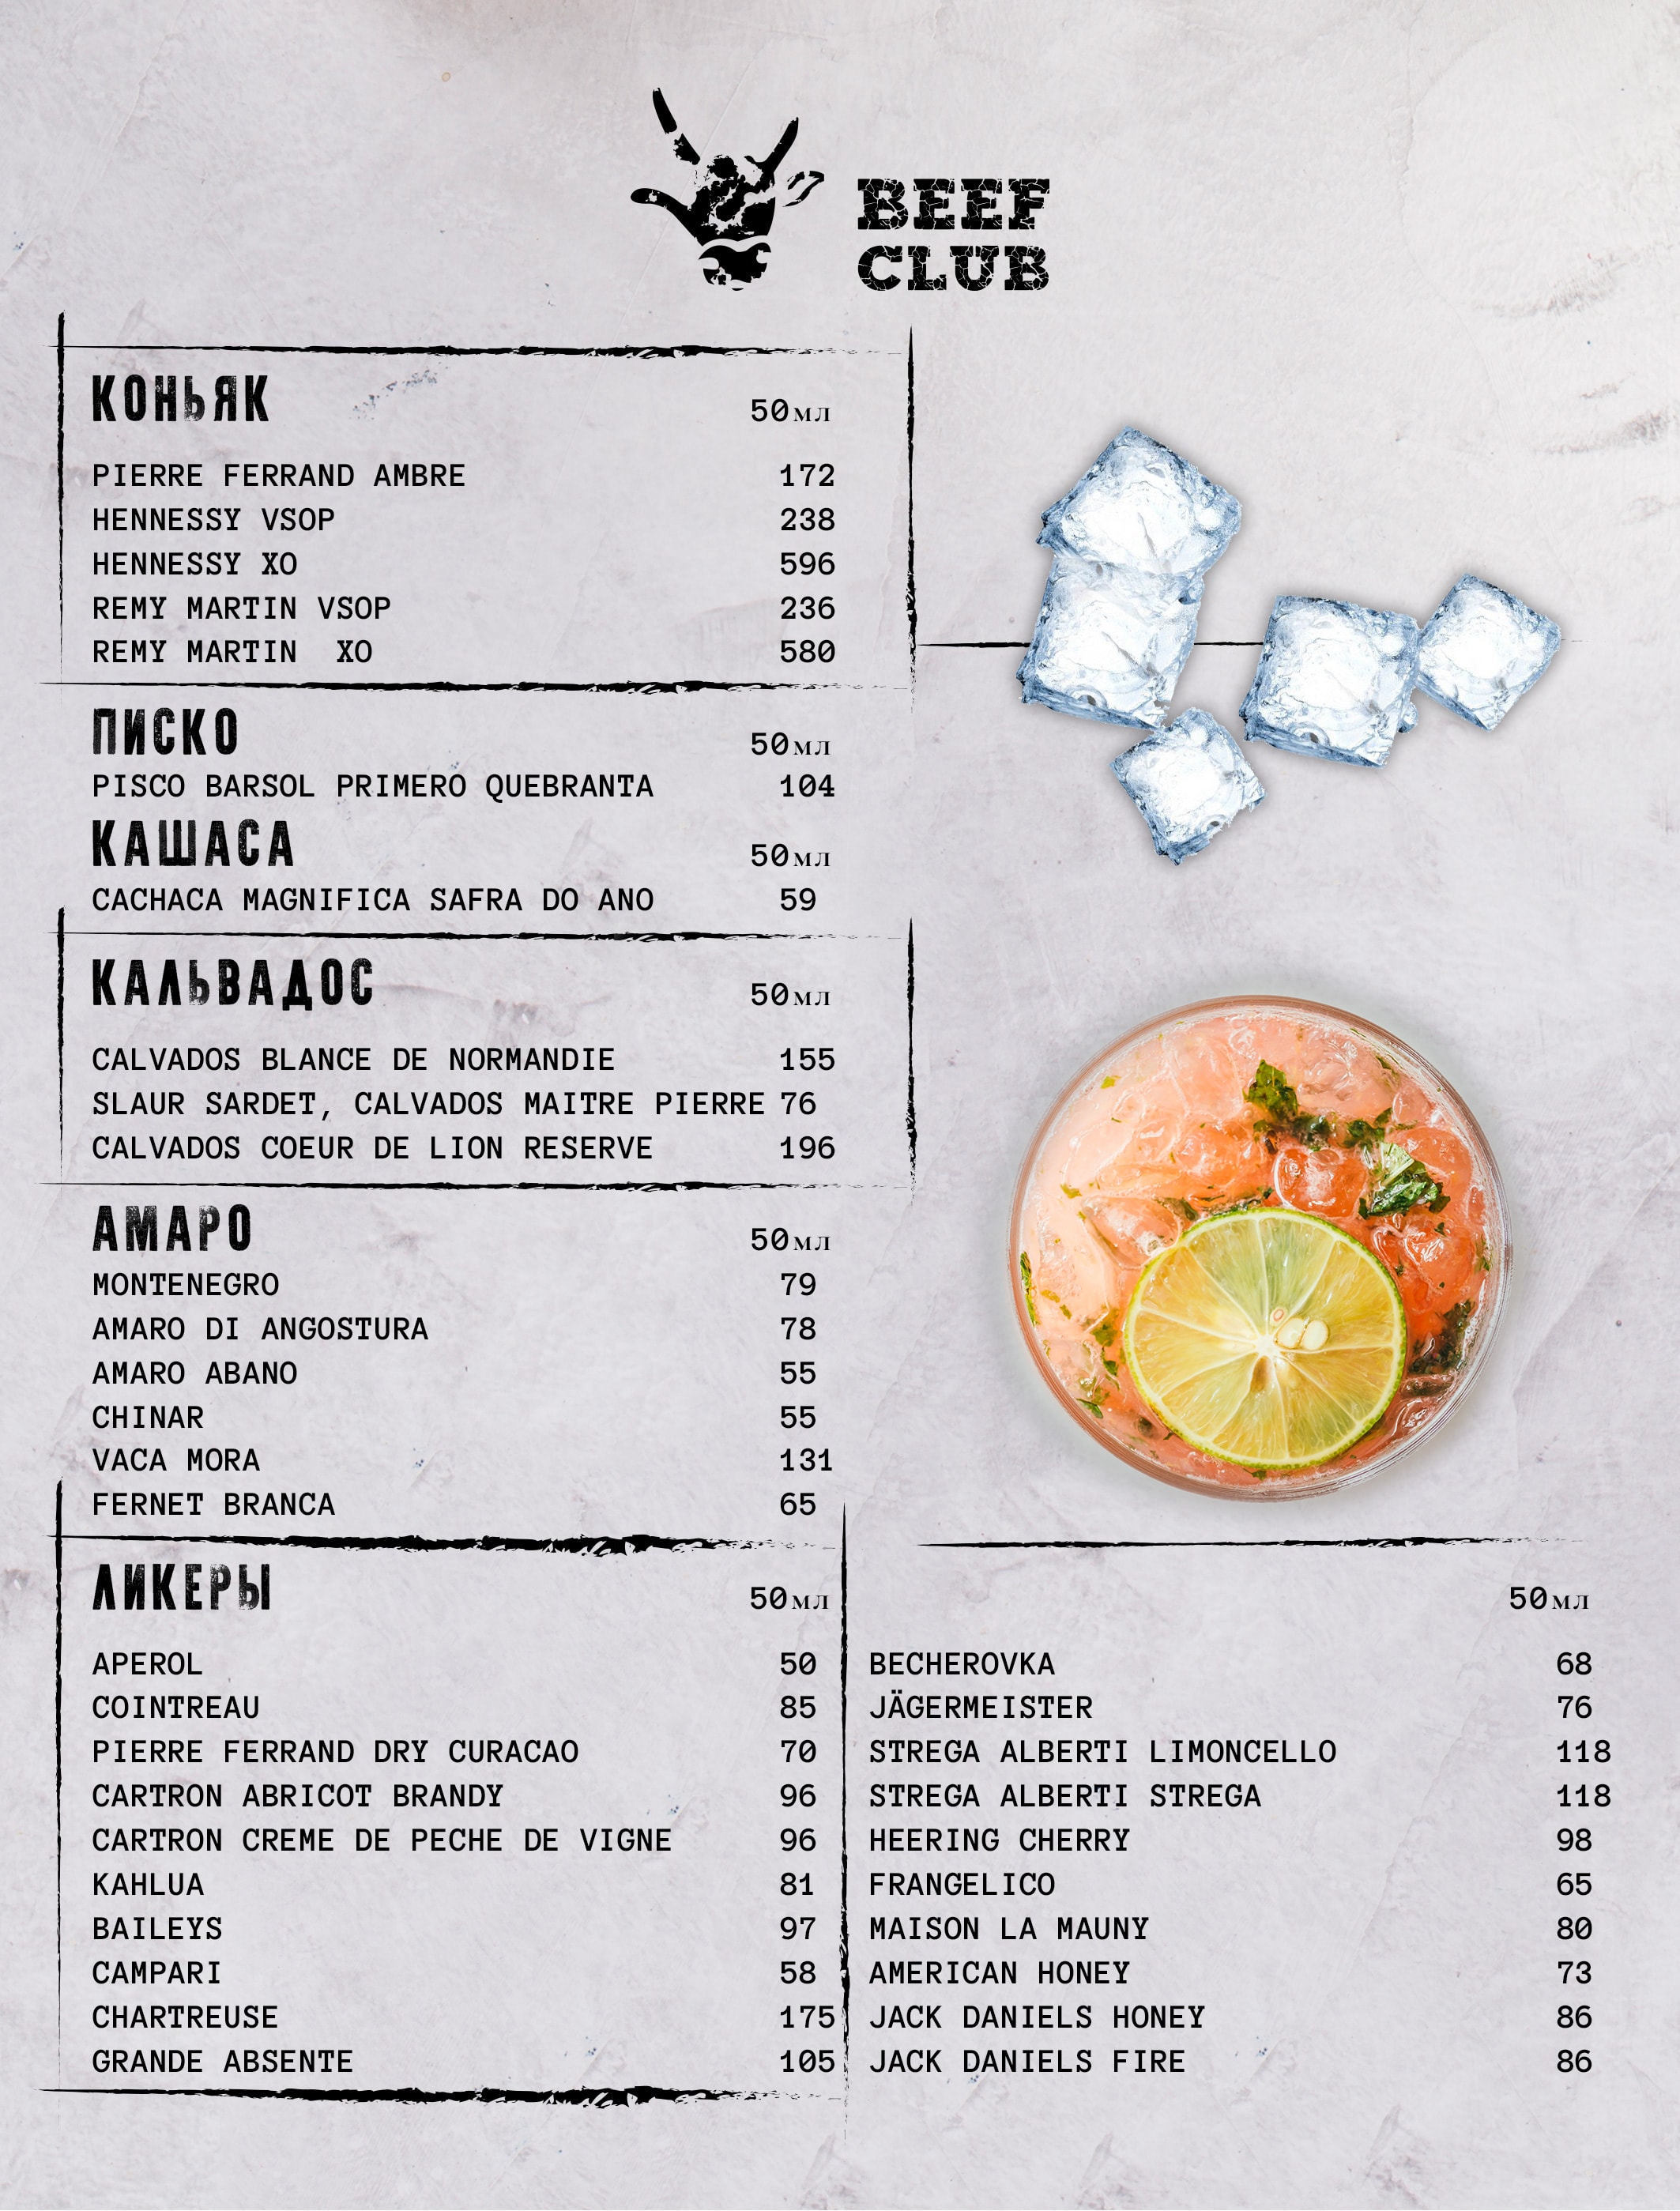 BEEF
CLUB
КОНЬЯК 50мл
PIERRE FERRAND AMBRE 172
HENNESSY VSOP 238
HENNESSY XO 596
REMY MARTIN VSOP 236
REMY MARTIN XO 580
ПИСКО 50мл
PISCO BARSOL PRIMERO QUEBRANTA 104
КАШАСА 50мл
CACHACA MAGNIFICA SAFRA DO ANO 59
КАЛЬВАДОС 50мл
CALVADOS BLANCE DE NORMANDIE 155
SLAUR SARDET, CALVADOS MAITRE PIERRE 76
CALVADOS COEUR DE LION RESERVE 196
АМАРО 50мл
MONTENEGRO 79
AMARO DI ANGOSTURA 78
AMARO ABANO 55
CHINAR 55
VACA MORA 131
FERNET BRANCA 65
ЛИКЕРЫ 50мл
APEROL 50
COINTREAU 85
PIERRE FERRAND DRY CURACAO 70
CARTRON ABRICOT BRANDY 96
CARTRON CREME DE PECHE DE VIGNE 96
KAHLUA 81
BAILEYS 97
CAMPARI 58
CHARTREUSE 175
GRANDE ABSENTE 105
50мл
BECHEROVKA 68
JÄGERMEISTER 76
STREGA ALBERTI LIMONCELLO 118
STREGA ALBERTI STREGA 118
HEERING CHERRY 98
FRANGELICO 65
MAISON LA MAUNY 80
AMERICAN HONEY 73
JACK DANIELS HONEY 86
JACK DANIELS FIRE 86